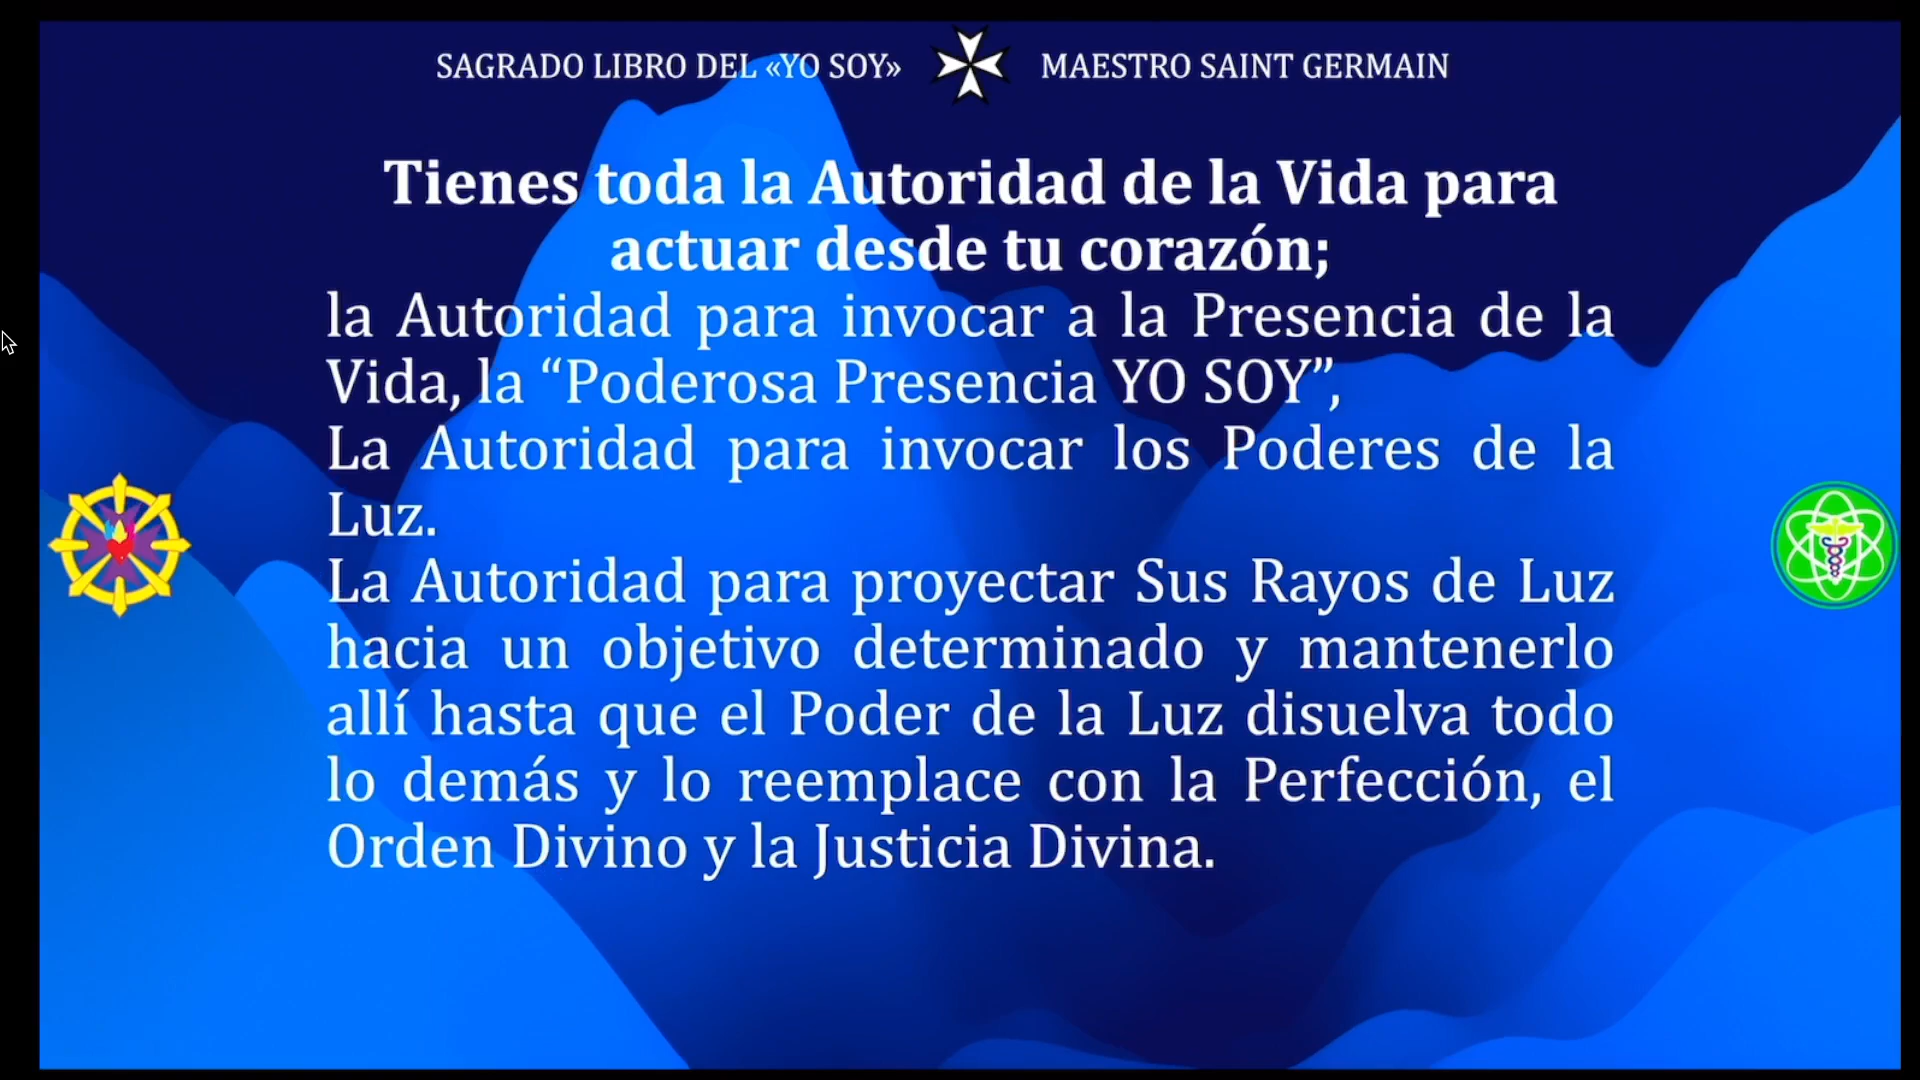 SAGRADO LIBRO DEL «YO SOY» MAESTRO SAINT GERMAIN
Tienes toda la Autoridad de la Vida para
actuar desde tu corazón;
la Autoridad para invocar a la Presencia de la
Vida, la “Poderosa Presencia YO SOY”,
La Autoridad para invocar los Poderes de la
Luz.
La Autoridad para proyectar Sus Rayos de Luz
hacia un objetivo determinado y mantenerlo
allí hasta que el Poder de la Luz disuelva todo
lo demás y lo reemplace con la Perfección, el
Orden Divino y la Justicia Divina.